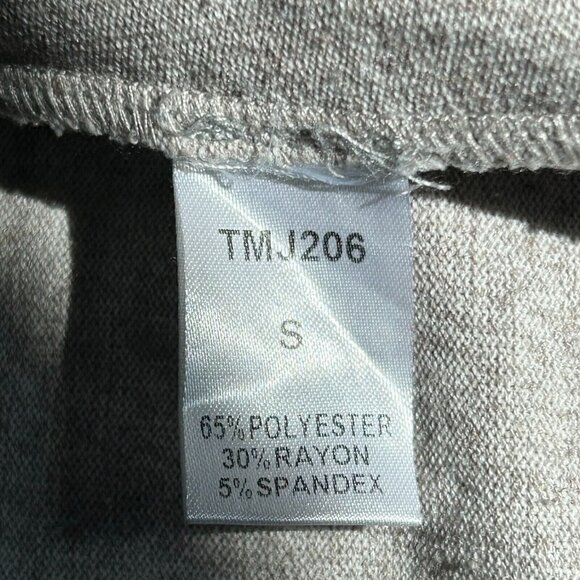 TMJ206
S
65%POLYESTER
30%RAYON
5%SPANDEX